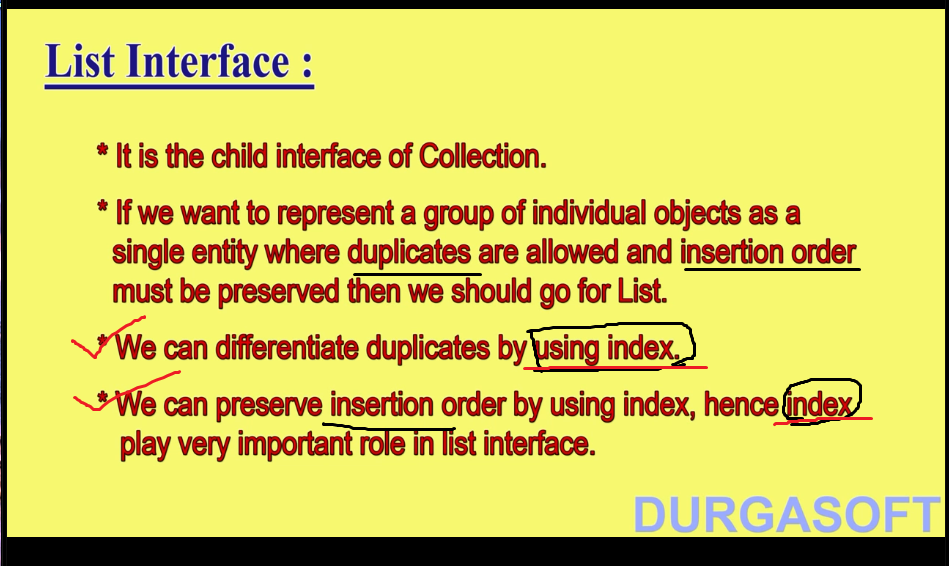 List Interface :
* It is the child interface of Collection.
* If we want to represent a group of individual objects as a
single entity where duplicates are allowed and insertion order
must be preserved then we should go for List.
* We can differentiate duplicates by using index.
* We can preserve insertion order by using index, hence index
play very important role in list interface.
DURGASOFT